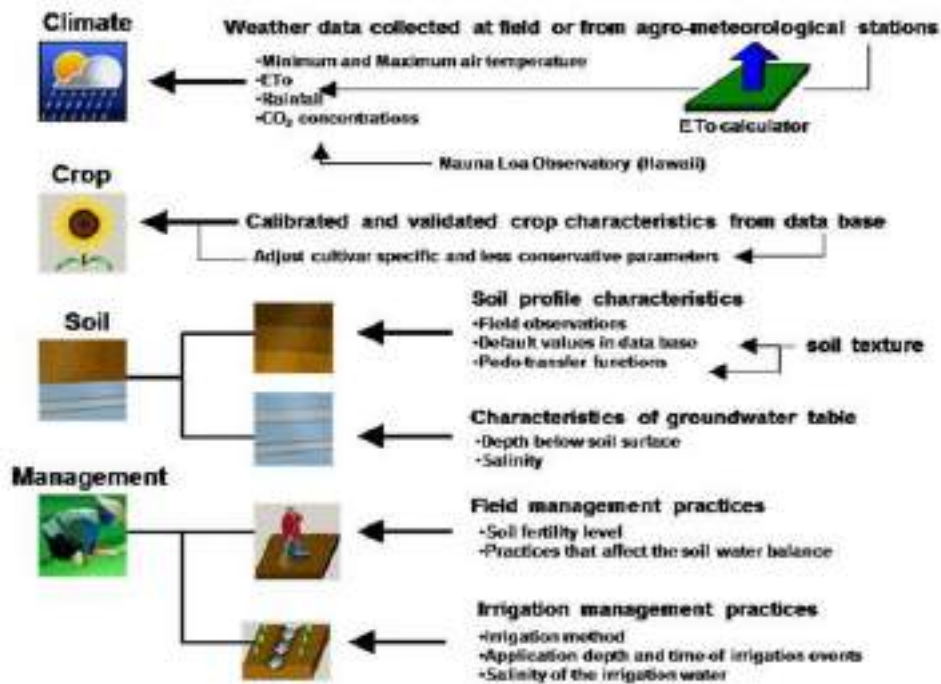 Climate
Weather data collected at field or from agro-meteorological stations
•Minimum and Maximum air temperature
•ETo
•Rainfall
•CO₂ concentrations
ETo calculator
Mauna Loa Observatory (Hawaii)
Crop
Calibrated and validated crop characteristics from data base
Adjust cultivar specific and less conservative parameters
Soil
Soil profile characteristics
•Field observations
•Default values in data base
•Pedo-transfer functions
soil texture
Characteristics of groundwater table
•Depth below soil surface
•Salinity
Management
Field management practices
•Soil fertility level
•Practices that affect the soil water balance
Irrigation management practices
•Irrigation method
•Application depth and time of irrigation events
•Salinity of the irrigation water